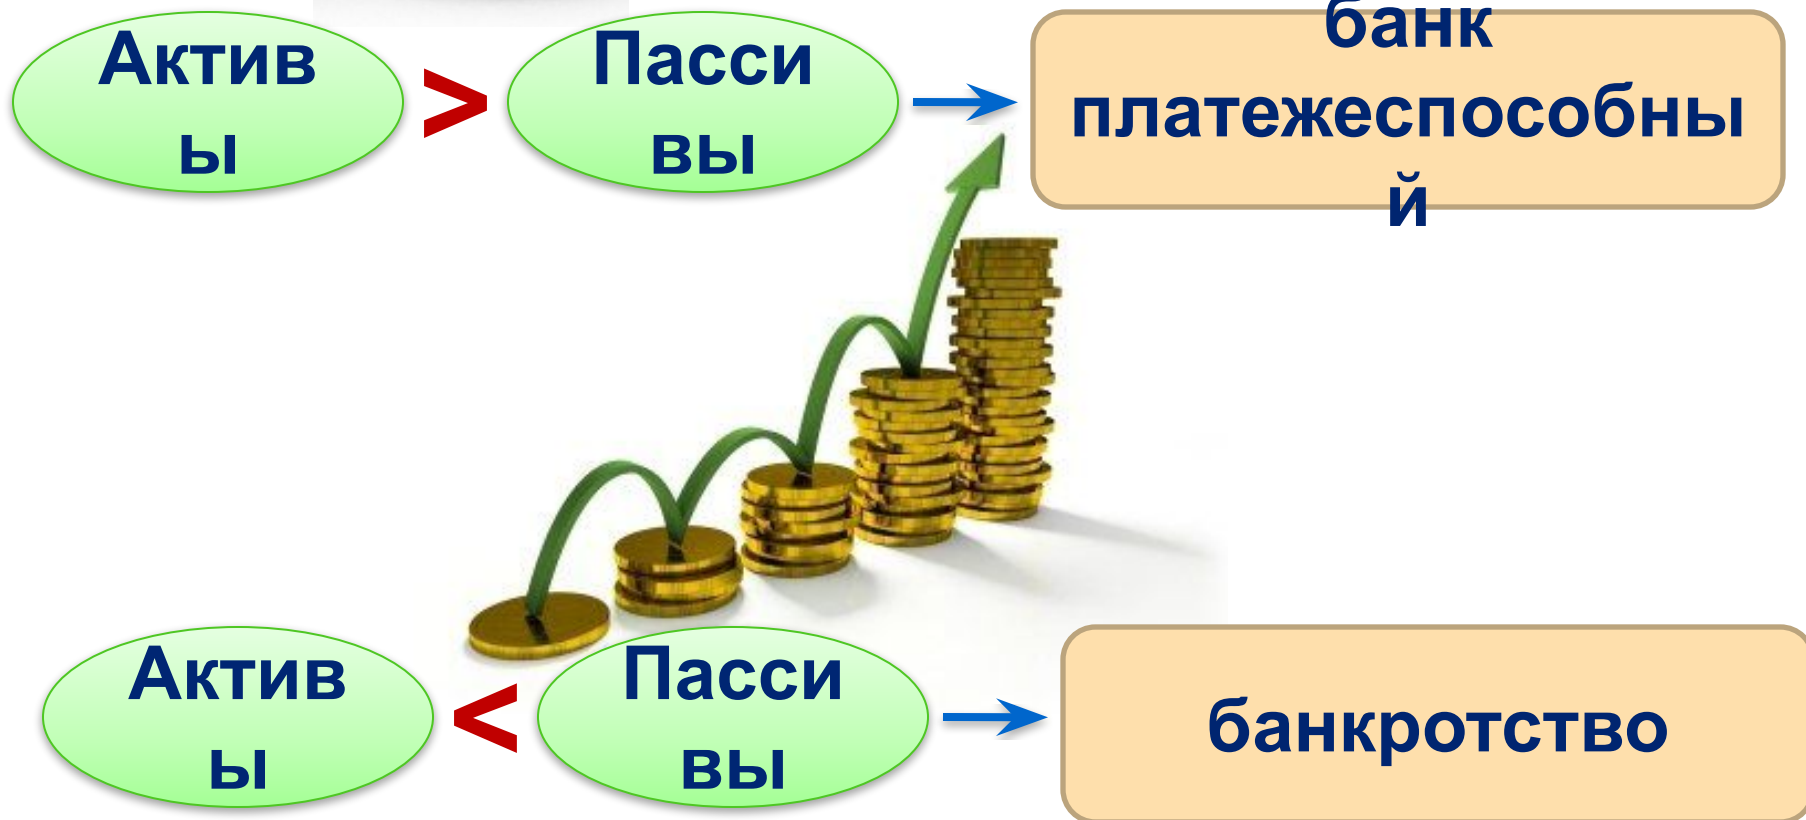 Актив
ы
>
Пасси
вы
банк
платежеспособны
й
Актив
ы
<
Пасси
вы
банкротство